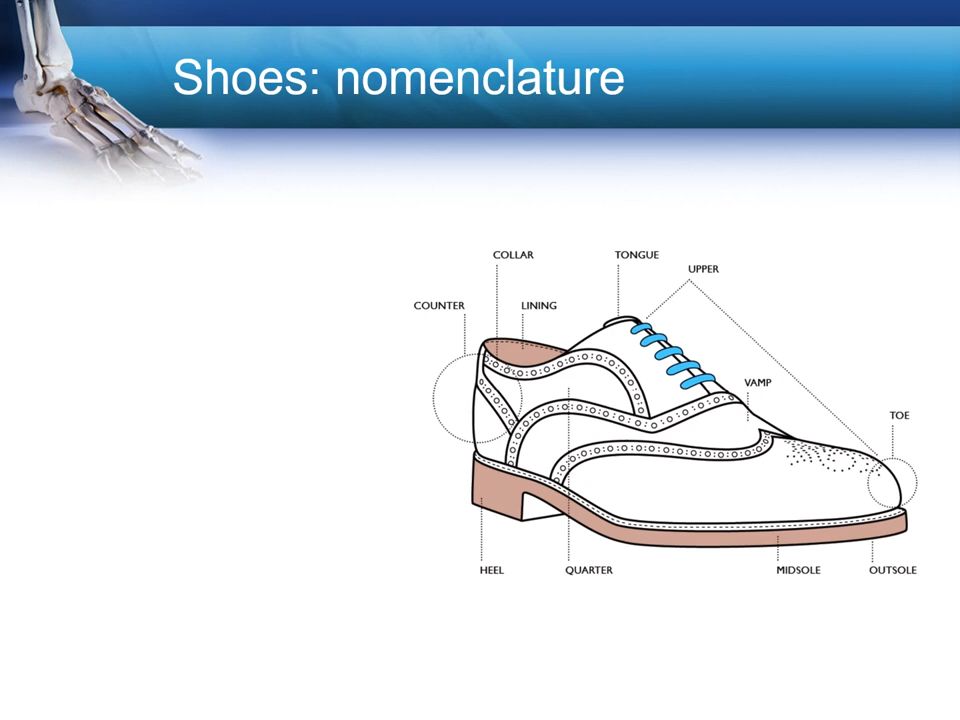 Shoes: nomenclature
COLLAR
TONGUE
UPPER
COUNTER
LINING
VAMP
TOE
HEEL
QUARTER
MIDSOLE
OUTSOLE